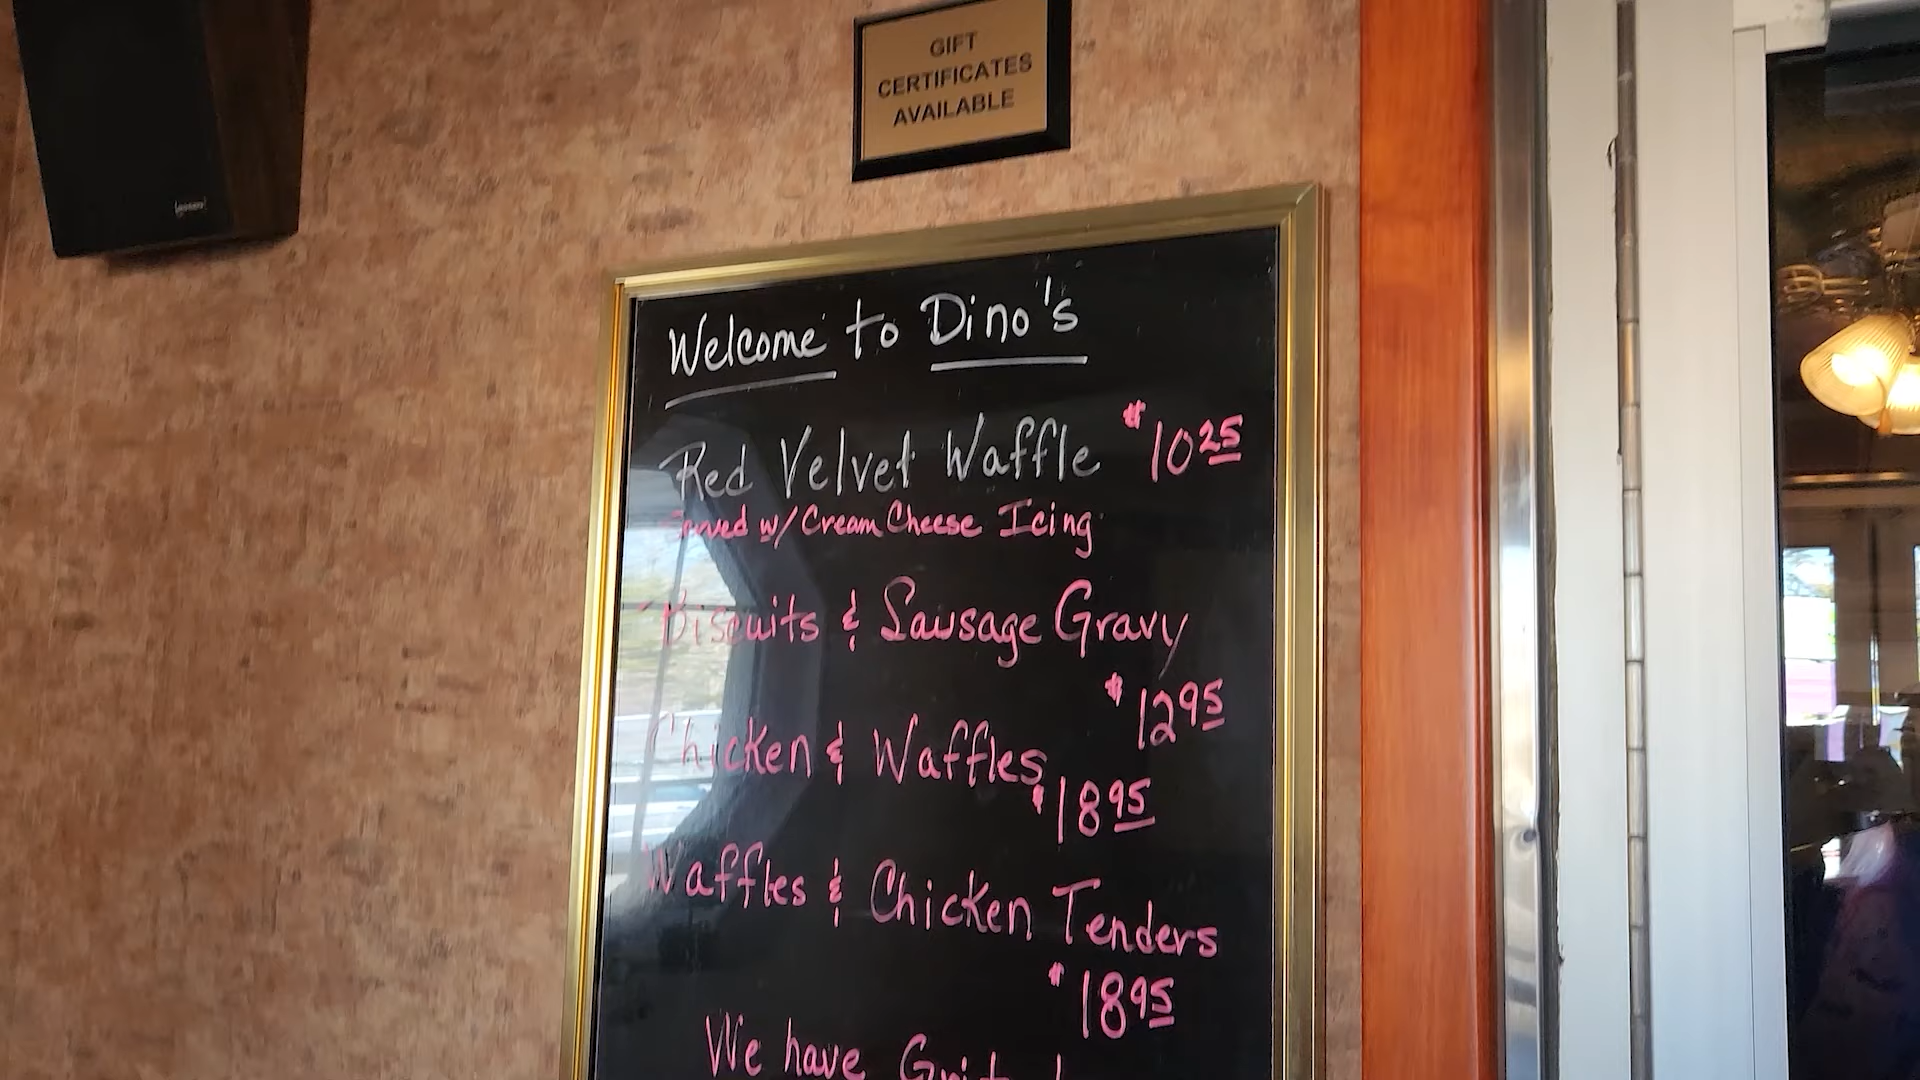 GIFT
CERTIFICATES
AVAILABLE
Welcome to Dino's
Red Velvet Waffle $10.25
Served w/ Cream Cheese Icing
Biscuits & Sausage Gravy
$12.95
Chicken & Waffles
$18.95
Waffles & Chicken Tenders
$18.95
We have